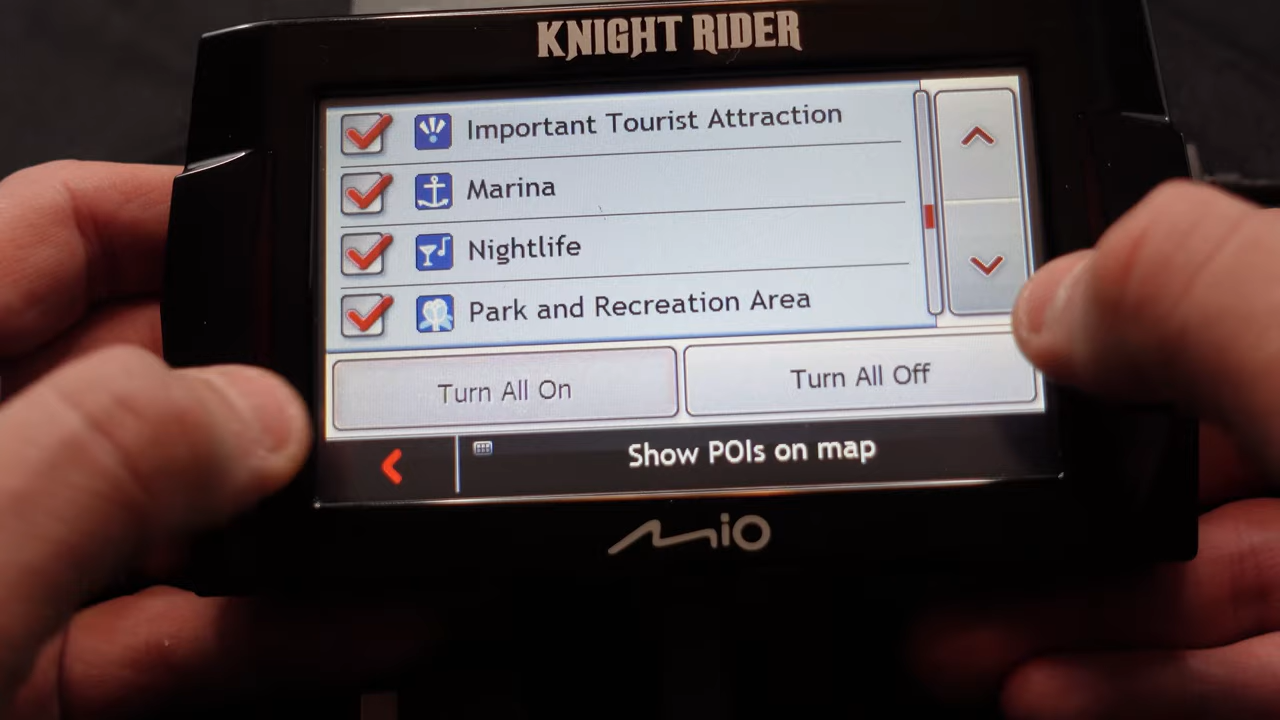 KNIGHT RIDER
Important Tourist Attraction
Marina
Nightlife
Park and Recreation Area
Turn All On
Turn All Off
Show POIs on map
Mio